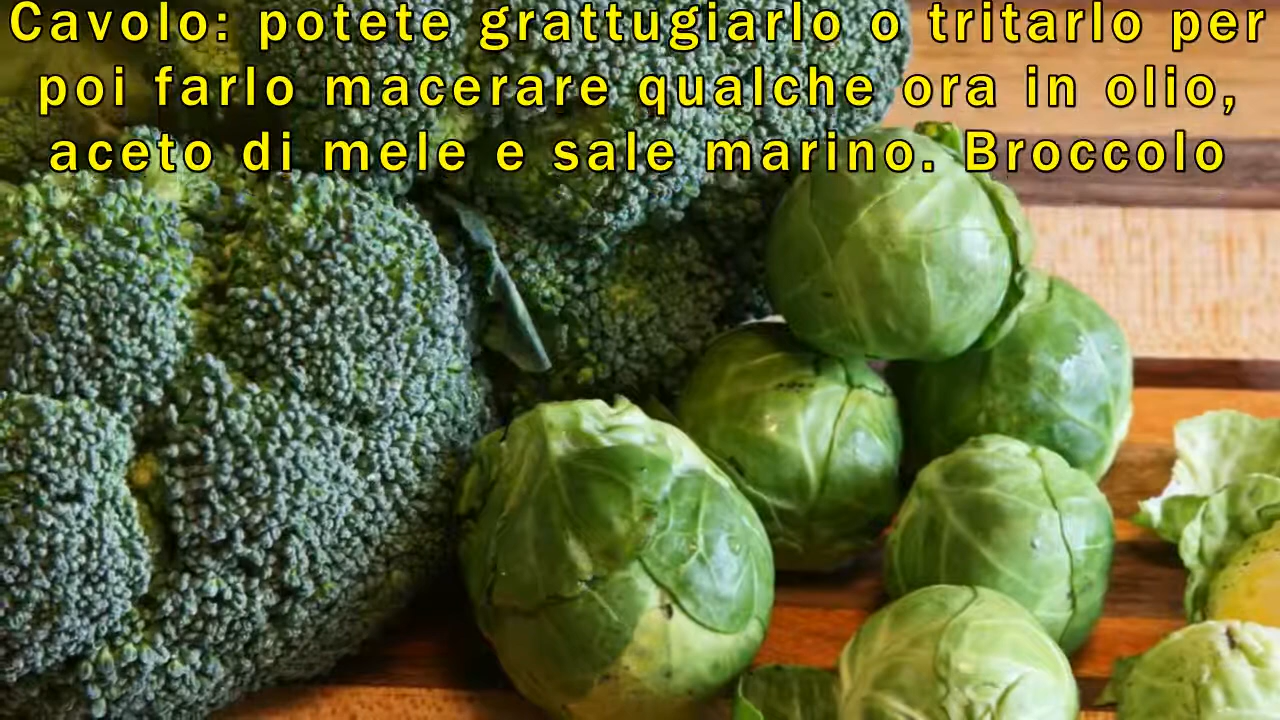 Cavolo: potete grattugiarlo o tritarlo per
poi farlo macerare qualche ora in olio,
aceto di mele e sale marino. Broccolo